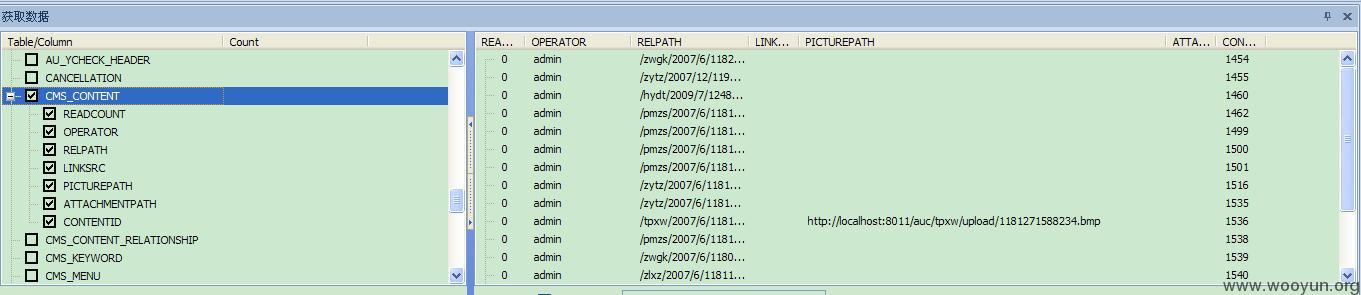 获取数据
Table/Column Count
AU_YCHECK_HEADER
CANCELLATION
CMS_CONTENT
READCOUNT
OPERATOR
RELPATH
LINKSRC
PICTUREPATH
ATTACHMENTPATH
CONTENTID
CMS_CONTENT_RELATIONSHIP
CMS_KEYWORD
CMS_MENU
REA... OPERATOR RELPATH LINK... PICTUREPATH ATTA... CON...
0 admin /zwgk/2007/6/1182... 1454
0 admin /zytz/2007/12/119... 1455
0 admin /hydt/2009/7/1248... 1460
0 admin /pmzs/2007/6/1181... 1462
0 admin /pmzs/2007/6/1181... 1499
0 admin /pmzs/2007/6/1181... 1500
0 admin /pmzs/2007/6/1181... 1501
0 admin /zytz/2007/6/1181... 1516
0 admin /zytz/2007/6/1181... 1535
0 admin /tpxw/2007/6/1181... http://localhost:8011/auc/tpxw/upload/1181271588234.bmp 1536
0 admin /pmzs/2007/6/1181... 1538
0 admin /zwgk/2007/6/1180... 1539
0 admin /zlxz/2007/6/11811... 1540
www.wooyun.org